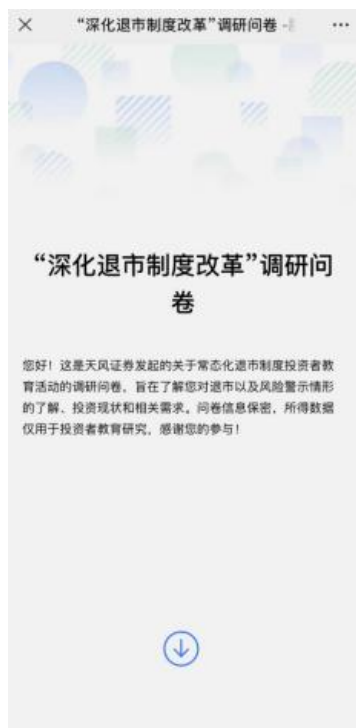 “深化退市制度改革”调研问卷 -
“深化退市制度改革”调研问
卷
您好！这是天风证券发起的关于常态化退市制度投资者教
育活动的调研问卷，旨在了解您对退市以及风险警示情形
的了解、投资现状和相关需求。问卷信息保密，所得数据
仅用于投资者教育研究，感谢您的参与！